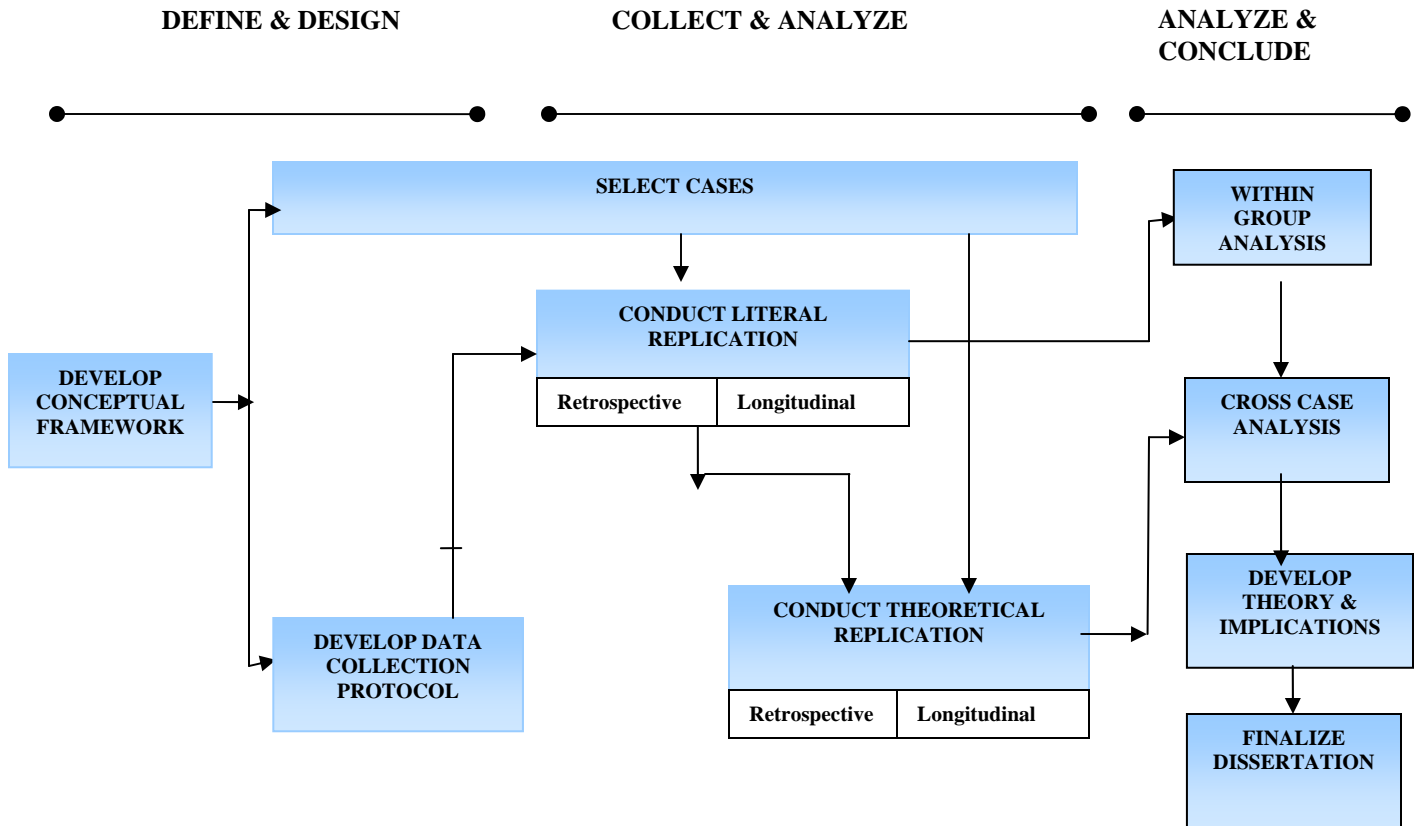 DEFINE & DESIGN
COLLECT & ANALYZE
ANALYZE &
CONCLUDE
SELECT CASES
WITHIN
GROUP
ANALYSIS
CONDUCT LITERAL
REPLICATION
Retrospective
Longitudinal
DEVELOP
CONCEPTUAL
FRAMEWORK
CROSS CASE
ANALYSIS
DEVELOP DATA
COLLECTION
PROTOCOL
CONDUCT THEORETICAL
REPLICATION
Retrospective
Longitudinal
DEVELOP
THEORY &
IMPLICATIONS
FINALIZE
DISSERTATION